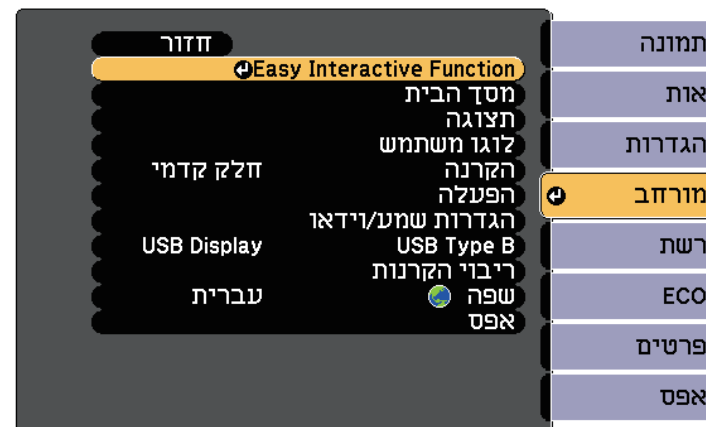 חזור
Easy Interactive Function
מסך הבית
תצוגה
לוגו משתמש
הקרנה חלק קדמי
הפעלה
הגדרות שמע/וידאו
USB Type B USB Display
ריבוי הקרנות
שפה עברית
אפס
תמונה
אות
הגדרות
מורחב
רשת
ECO
פרטים
אפס